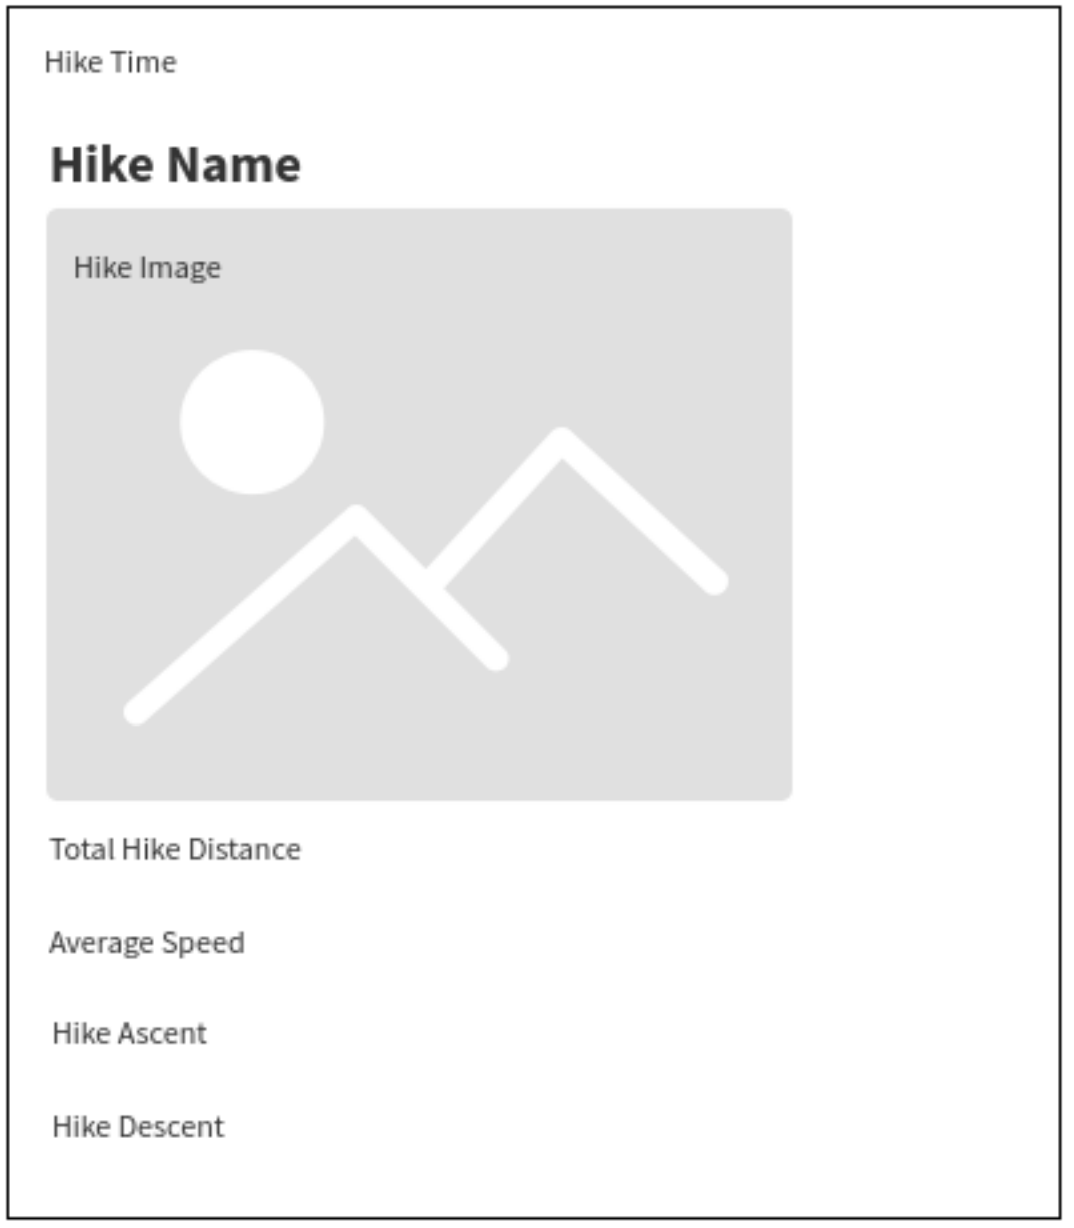 Hike Time
Hike Name
Hike Image
Total Hike Distance
Average Speed
Hike Ascent
Hike Descent